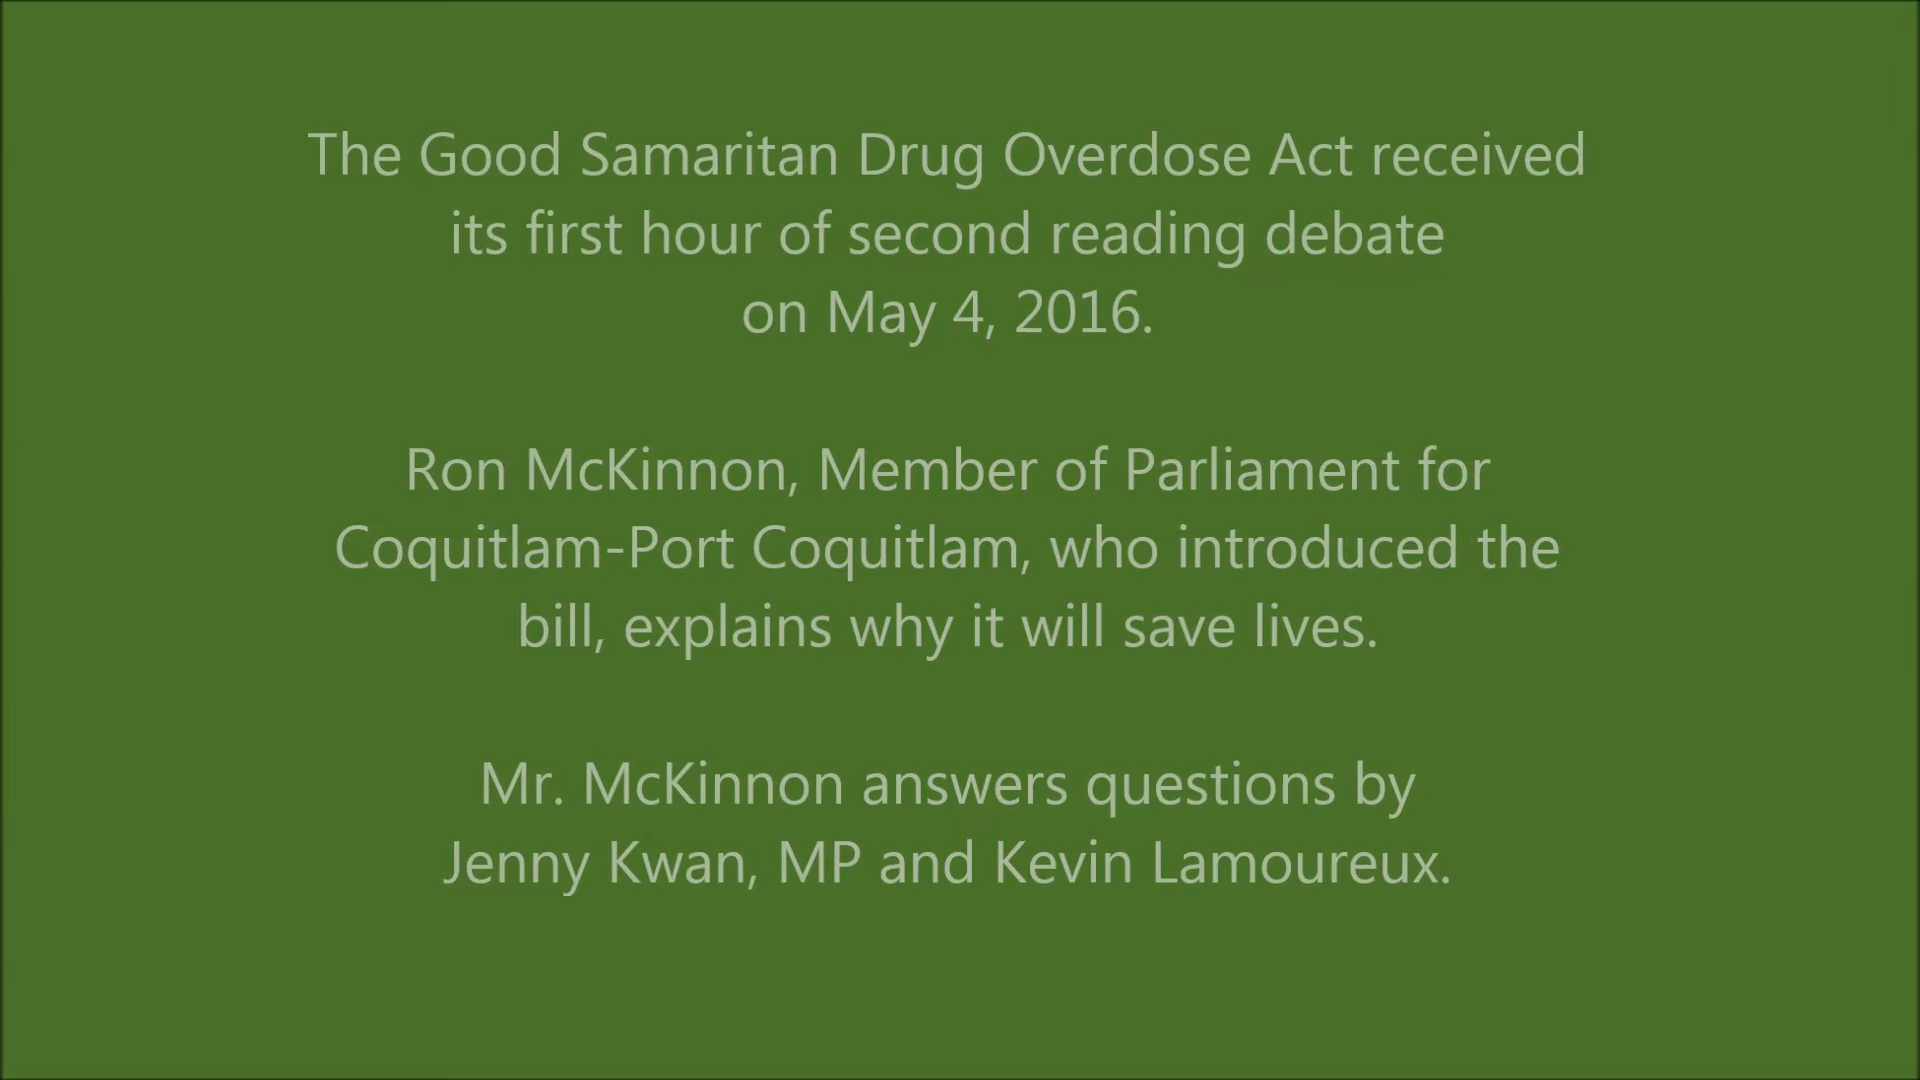 The Good Samaritan Drug Overdose Act received
its first hour of second reading debate
on May 4, 2016.
Ron McKinnon, Member of Parliament for
Coquitlam-Port Coquitlam, who introduced the
bill, explains why it will save lives.
Mr. McKinnon answers questions by
Jenny Kwan, MP and Kevin Lamoureux.